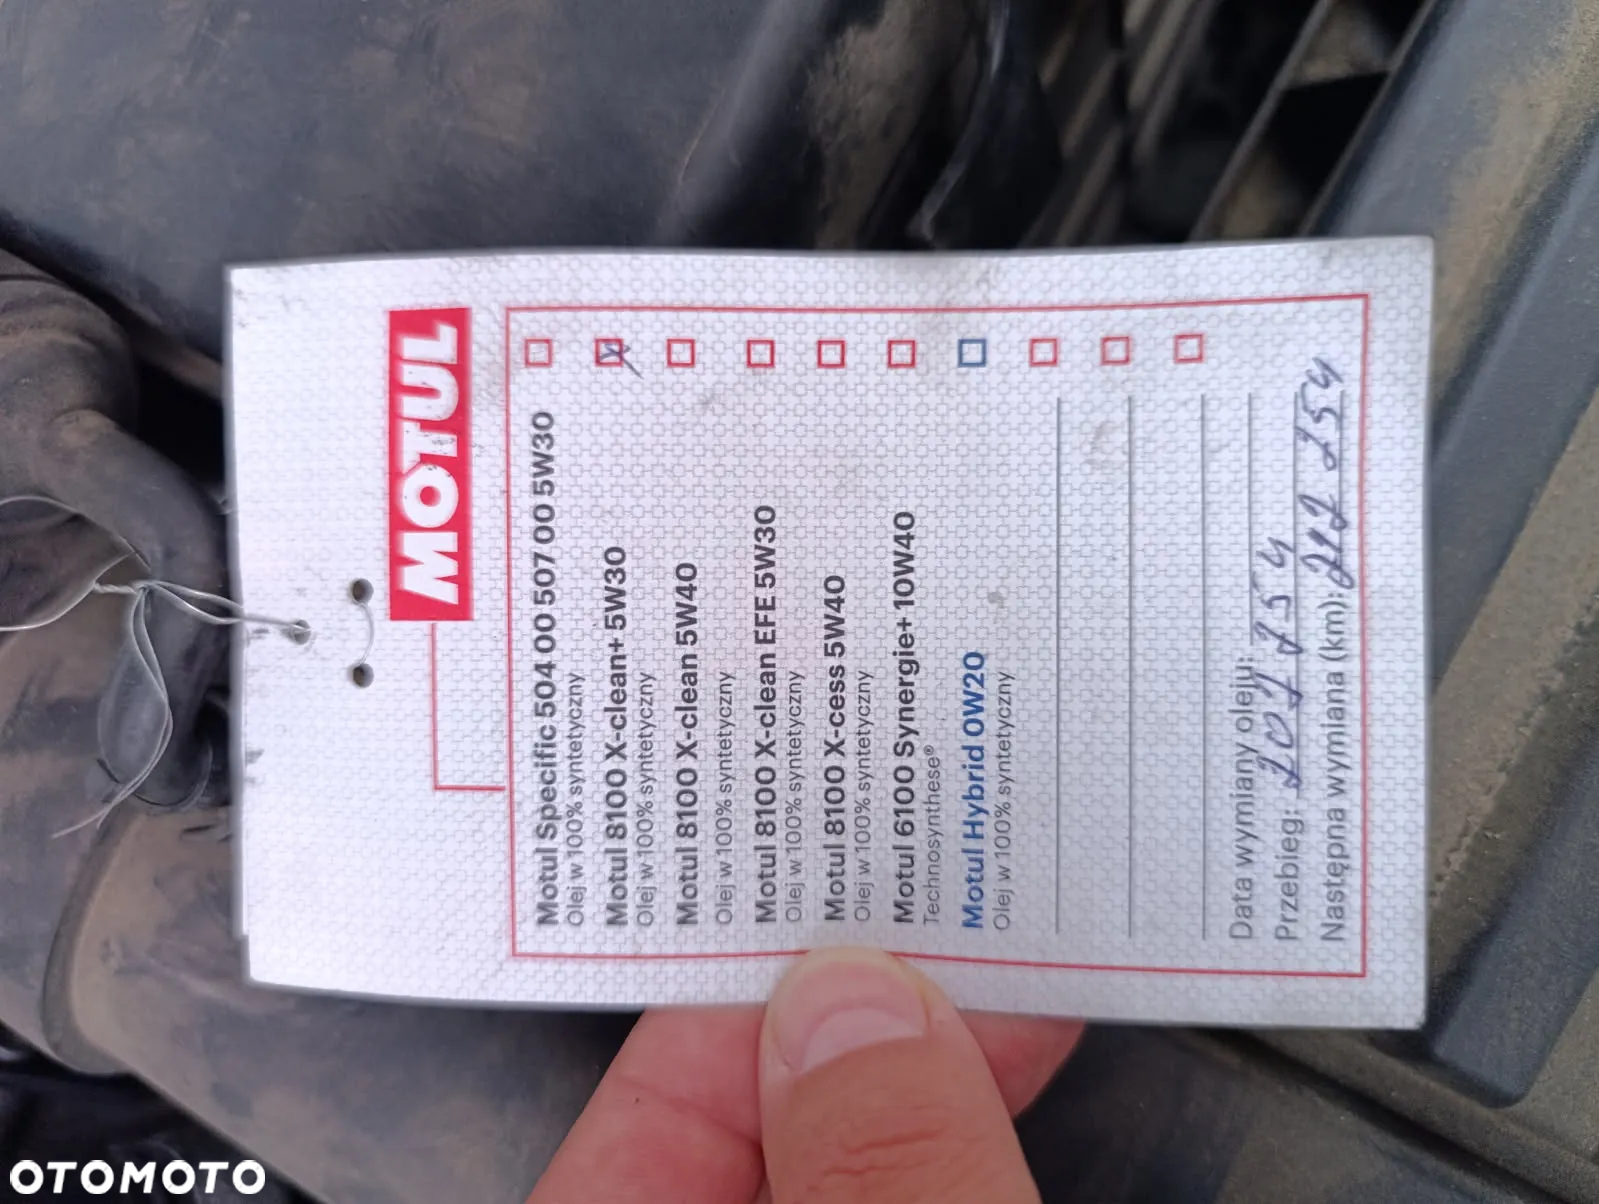 MOTUL
Motul Specific 504 00 507 00 5W30
Olej w 100% syntetyczny
Motul 8100 X-clean+ 5W30
Olej w 100% syntetyczny
Motul 8100 X-clean 5W40
Olej w 100% syntetyczny
Motul 8100 X-clean EFE 5W30
Olej w 100% syntetyczny
Motul 8100 X-cess 5W40
Olej w 100% syntetyczny
Motul 6100 Synergie+ 10W40
Technosynthese®
Motul Hybrid 0W20
Olej w 100% syntetyczny
Data wymiany oleju:
Przebieg: 202 254
Następna wymiana (km): 212 254
OTOMOTO